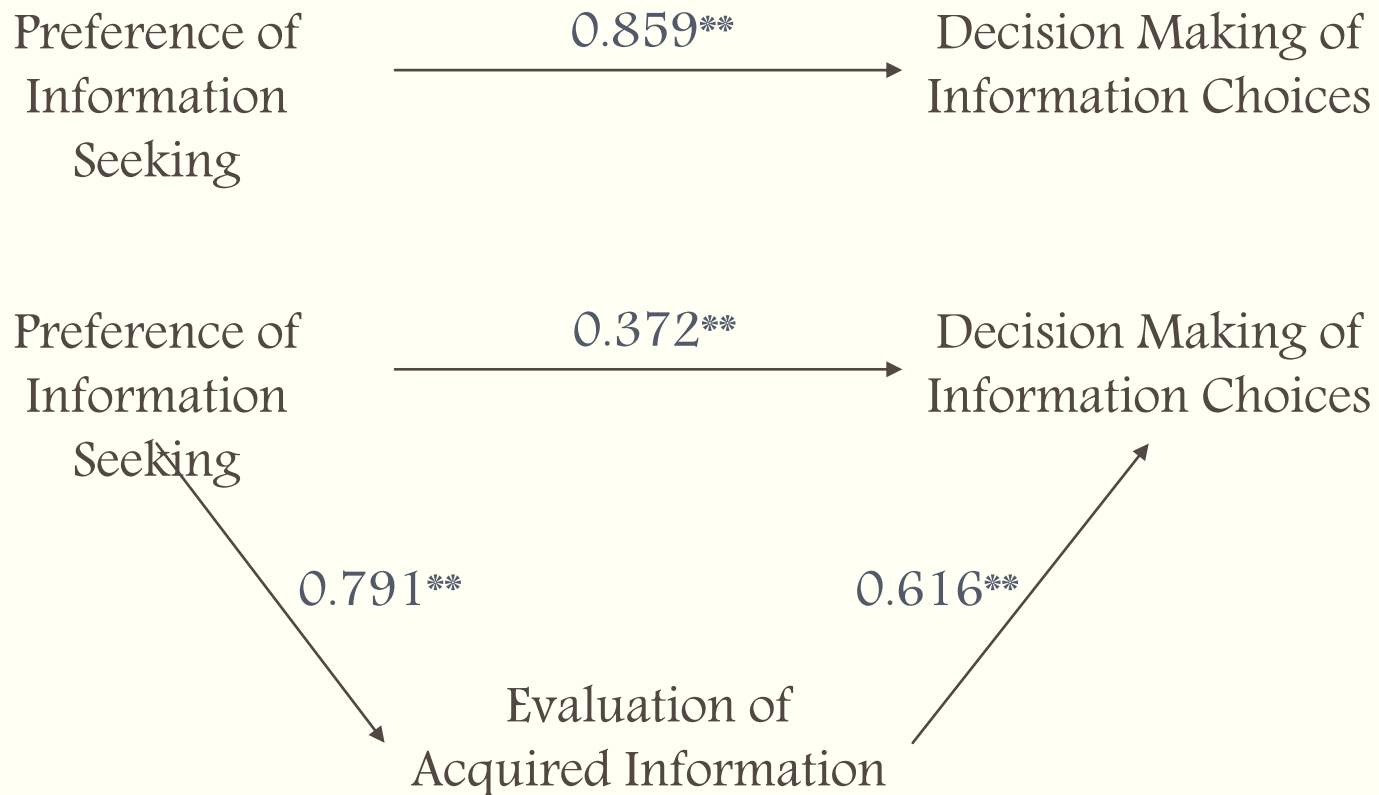 Preference of
Information
Seeking
0.859**
Decision Making of
Information Choices
Preference of
Information
Seeking
0.372**
Decision Making of
Information Choices
0.791**
0.616**
Evaluation of
Acquired Information